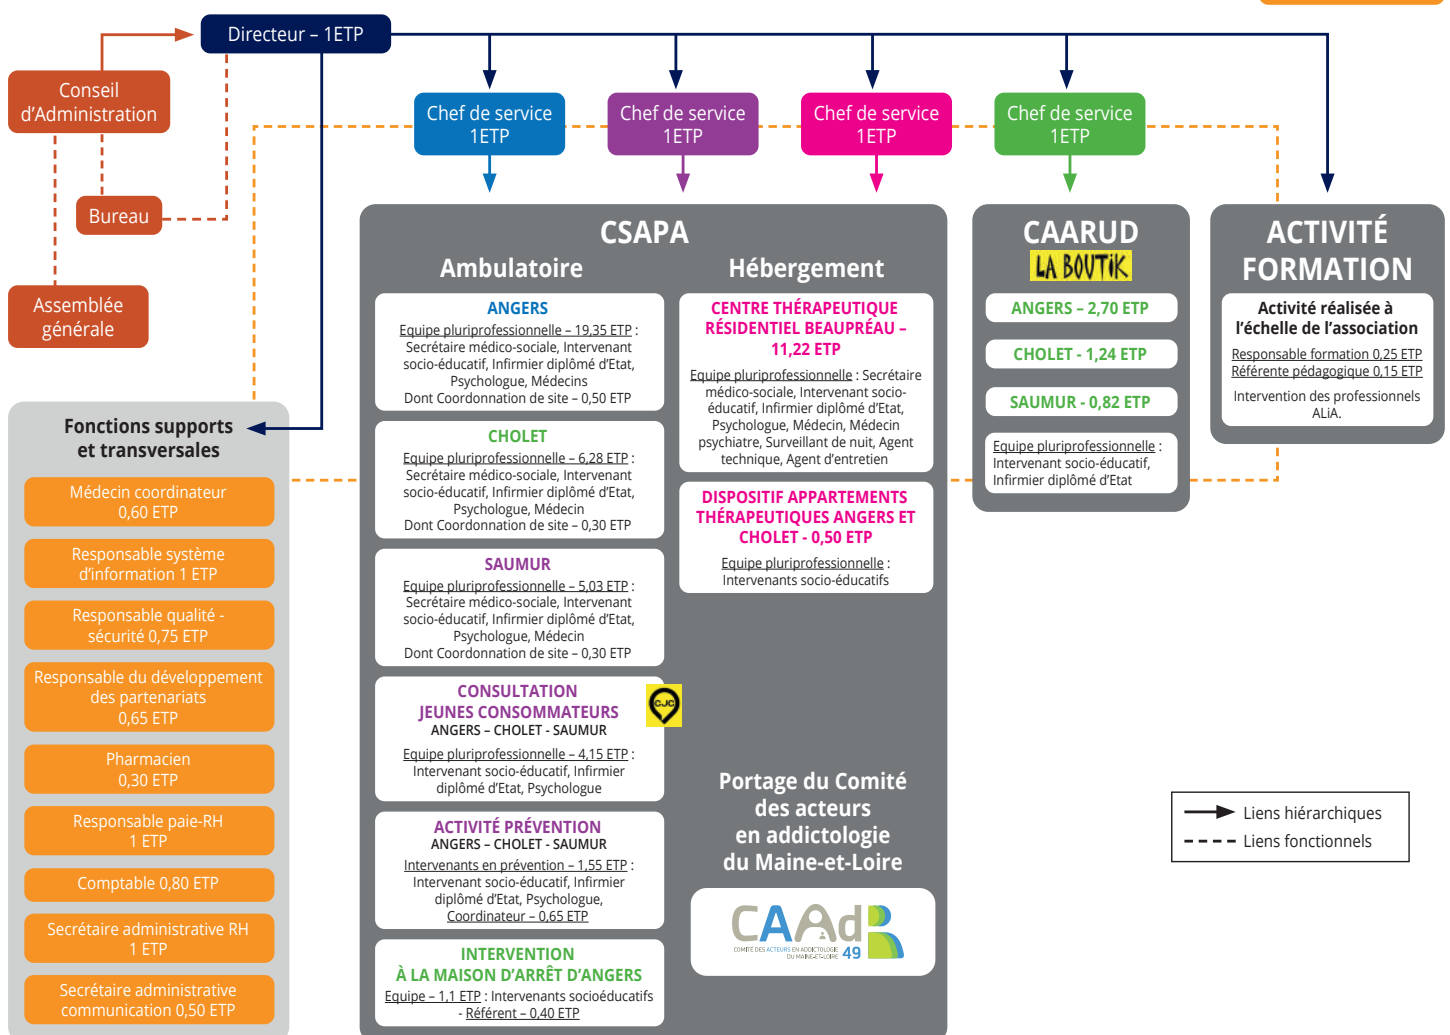 Directeur – 1ETP
Conseil
d'Administration
Bureau
Assemblée
générale
Chef de service
1ETP
Chef de service
1ETP
Chef de service
1ETP
Chef de service
1ETP
Fonctions supports
et transversales
Médecin coordinateur
0,60 ETP
Responsable système
d'information 1 ETP
Responsable qualité -
sécurité 0,75 ETP
Responsable du développement
des partenariats
0,65 ETP
Pharmacien
0,30 ETP
Responsable paie-RH
1 ETP
Comptable 0,80 ETP
Secrétaire administrative RH
1 ETP
Secrétaire administrative
communication 0,50 ETP
CSAPA
Ambulatoire
ANGERS
Equipe pluriprofessionnelle – 19,35 ETP :
Secrétaire médico-sociale, Intervenant
socio-éducatif, Infirmier diplômé d'Etat,
Psychologue, Médecins
Dont Coordonnation de site – 0,50 ETP
CHOLET
Equipe pluriprofessionnelle – 6,28 ETP :
Secrétaire médico-sociale, Intervenant
socio-éducatif, Infirmier diplômé d'Etat,
Psychologue, Médecin
Dont Coordonnation de site – 0,30 ETP
SAUMUR
Equipe pluriprofessionnelle – 5,03 ETP :
Secrétaire médico-sociale, Intervenant
socio-éducatif, Infirmier diplômé d'Etat,
Psychologue, Médecin
Dont Coordonnation de site – 0,30 ETP
CONSULTATION
JEUNES CONSOMMATEURS
ANGERS – CHOLET - SAUMUR
CJC
Equipe pluriprofessionnelle – 4,15 ETP :
Intervenant socio-éducatif, Infirmier
diplômé d'Etat, Psychologue
ACTIVITÉ PRÉVENTION
ANGERS – CHOLET - SAUMUR
Intervenants en prévention – 1,55 ETP :
Intervenant socio-éducatif, Infirmier
diplômé d'Etat, Psychologue,
Coordinateur – 0,65 ETP
INTERVENTION
À LA MAISON D'ARRÊT D'ANGERS
Equipe – 1,1 ETP : Intervenants socioéducatifs
- Référent – 0,40 ETP
Hébergement
CENTRE THÉRAPEUTIQUE
RÉSIDENTIEL BEAUPRÉAU –
11,22 ETP
Equipe pluriprofessionnelle : Secrétaire
médico-sociale, Intervenant socio-
éducatif, Infirmier diplômé d'Etat,
Psychologue, Médecin, Médecin
psychiatre, Surveillant de nuit, Agent
technique, Agent d'entretien
DISPOSITIF APPARTEMENTS
THÉRAPEUTIQUES ANGERS ET
CHOLET - 0,50 ETP
Equipe pluriprofessionnelle :
Intervenants socio-éducatifs
Portage du Comité
des acteurs
en addictologie
du Maine-et-Loire
CAAd
COMITÉ DES ACTEURS EN ADDICTOLOGIE
DU MAINE-ET-LOIRE 49
CAARUD
LA BOUTiK
ANGERS – 2,70 ETP
CHOLET - 1,24 ETP
SAUMUR - 0,82 ETP
Equipe pluriprofessionnelle :
Intervenant socio-éducatif,
Infirmier diplômé d'Etat
ACTIVITÉ
FORMATION
Activité réalisée à
l'échelle de l'association
Responsable formation 0,25 ETP
Référente pédagogique 0,15 ETP
Intervention des professionnels
ALiA.
Liens hiérarchiques
Liens fonctionnels